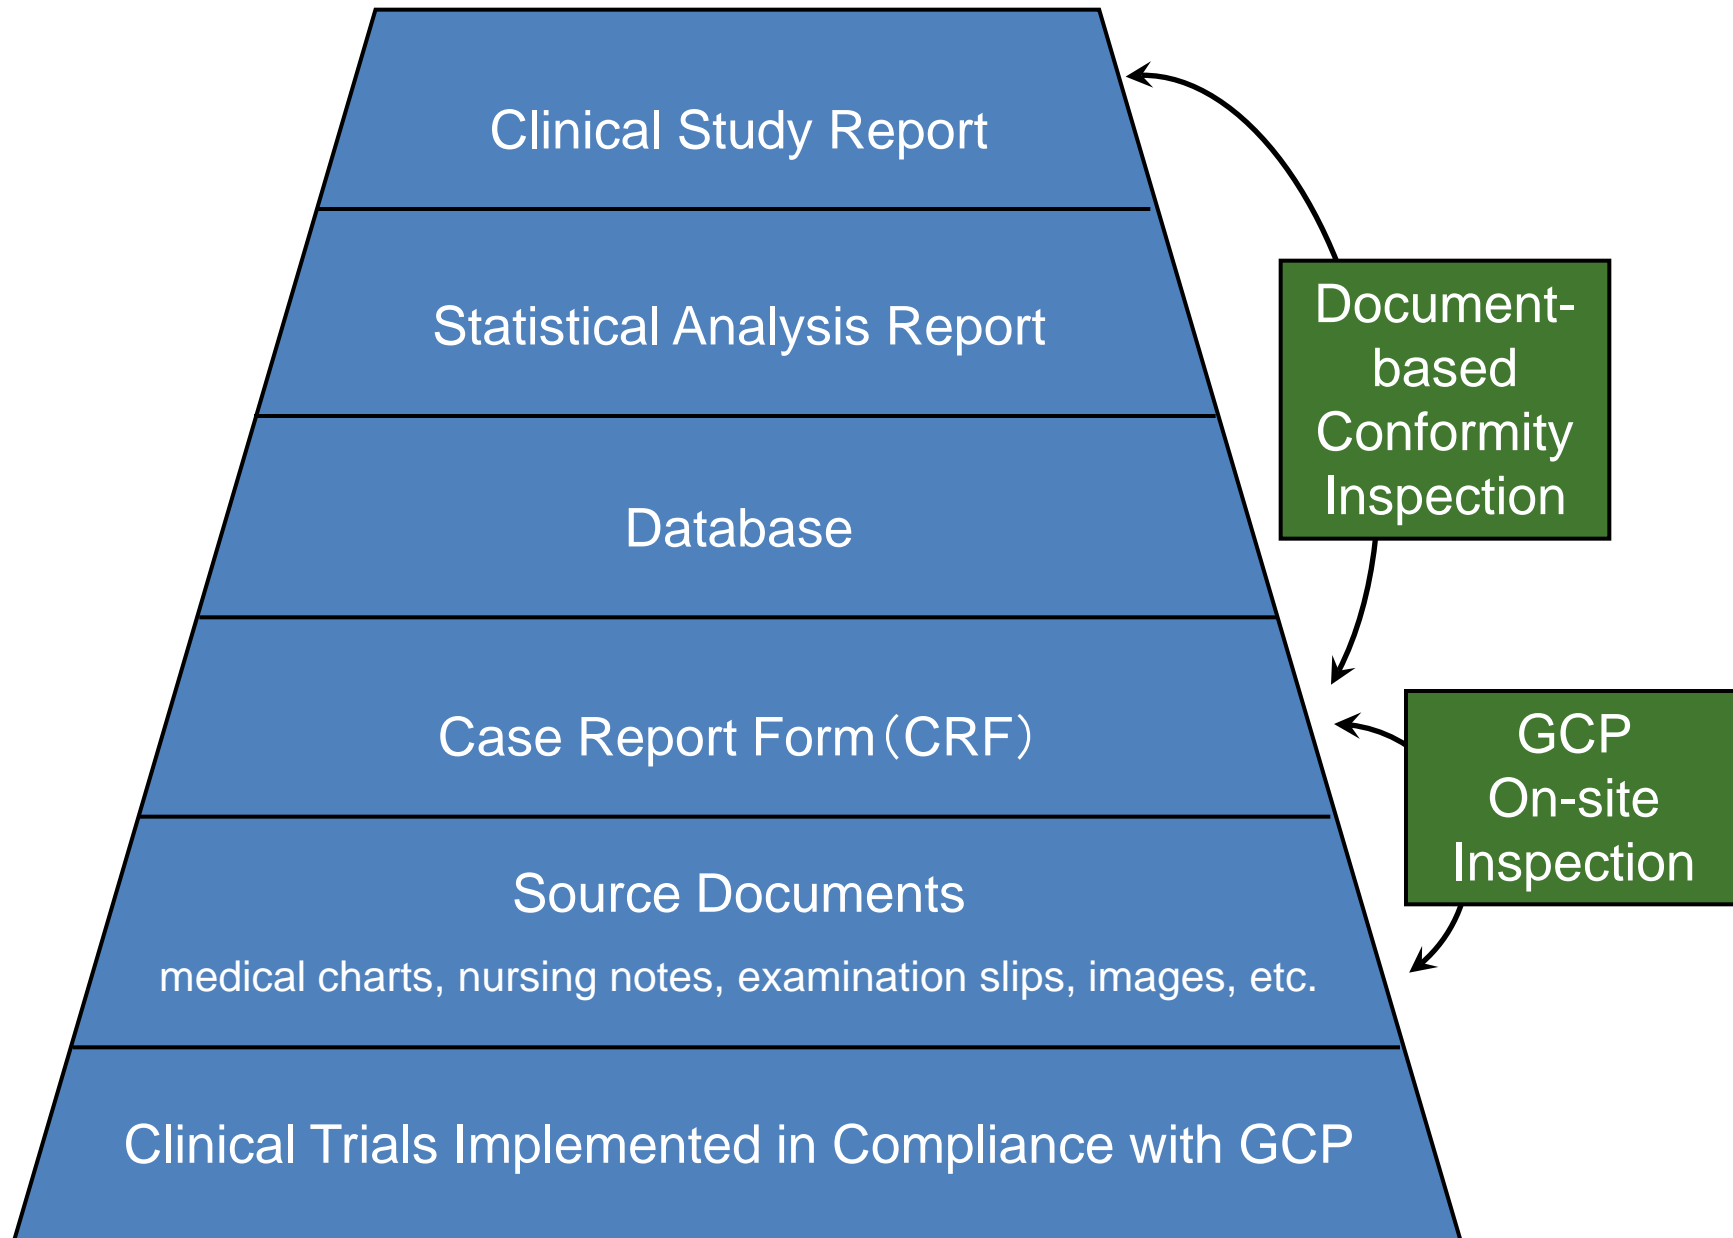 Clinical Study Report
Statistical Analysis Report
Database
Case Report Form（CRF）
Source Documents
medical charts, nursing notes, examination slips, images, etc.
Clinical Trials Implemented in Compliance with GCP
Document-
based
Conformity
Inspection
GCP
On-site
Inspection